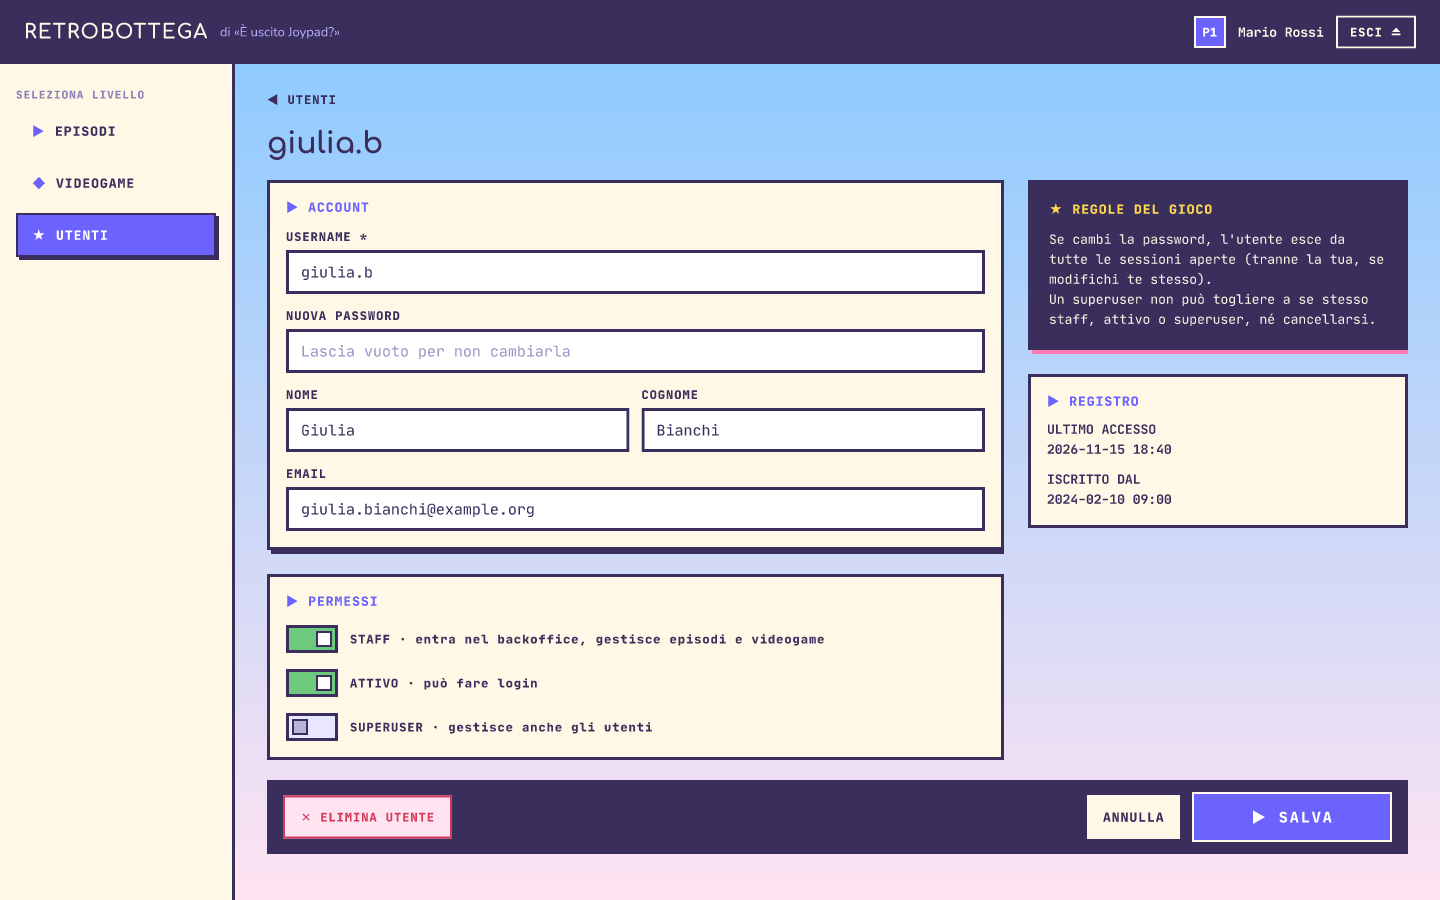 RETROBOTTEGA di «È uscito Joypad?»
P1 Mario Rossi ESCI ⏏
SELEZIONA LIVELLO
▶ EPISODI
◆ VIDEOGAME
★ UTENTI
◀ UTENTI
giulia.b
▶ ACCOUNT
USERNAME *
giulia.b
NUOVA PASSWORD
Lascia vuoto per non cambiarla
NOME
Giulia
COGNOME
Bianchi
EMAIL
giulia.bianchi@example.org
▶ PERMESSI
STAFF · entra nel backoffice, gestisce episodi e videogame
ATTIVO · può fare login
SUPERUSER · gestisce anche gli utenti
★ REGOLE DEL GIOCO
Se cambi la password, l'utente esce da
tutte le sessioni aperte (tranne la tua, se
modifichi te stesso).
Un superuser non può togliere a se stesso
staff, attivo o superuser, né cancellarsi.
▶ REGISTRO
ULTIMO ACCESSO
2026-11-15 18:40
ISCRITTO DAL
2024-02-10 09:00
✕ ELIMINA UTENTE
ANNULLA
▶ SALVA